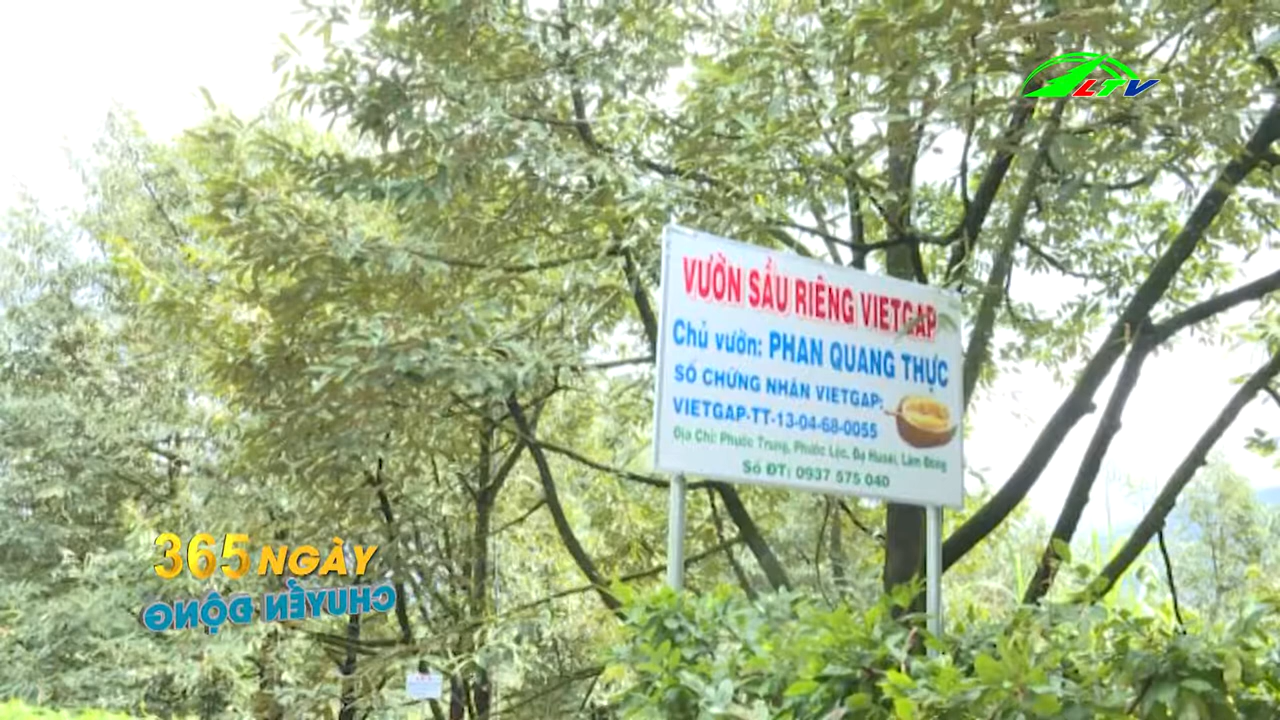 LTV
VƯỜN SẦU RIÊNG VIETGAP
Chủ vườn: PHAN QUANG THỰC
SỐ CHỨNG NHẬN VIETGAP:
VIETGAP-TT-13-04-68-0055
Địa Chỉ: Phước Trung, Phước Lộc, Đạ Huoai, Lâm Đồng
Số ĐT: 0937 575 040
365 NGÀY
CHUYỂN ĐỘNG